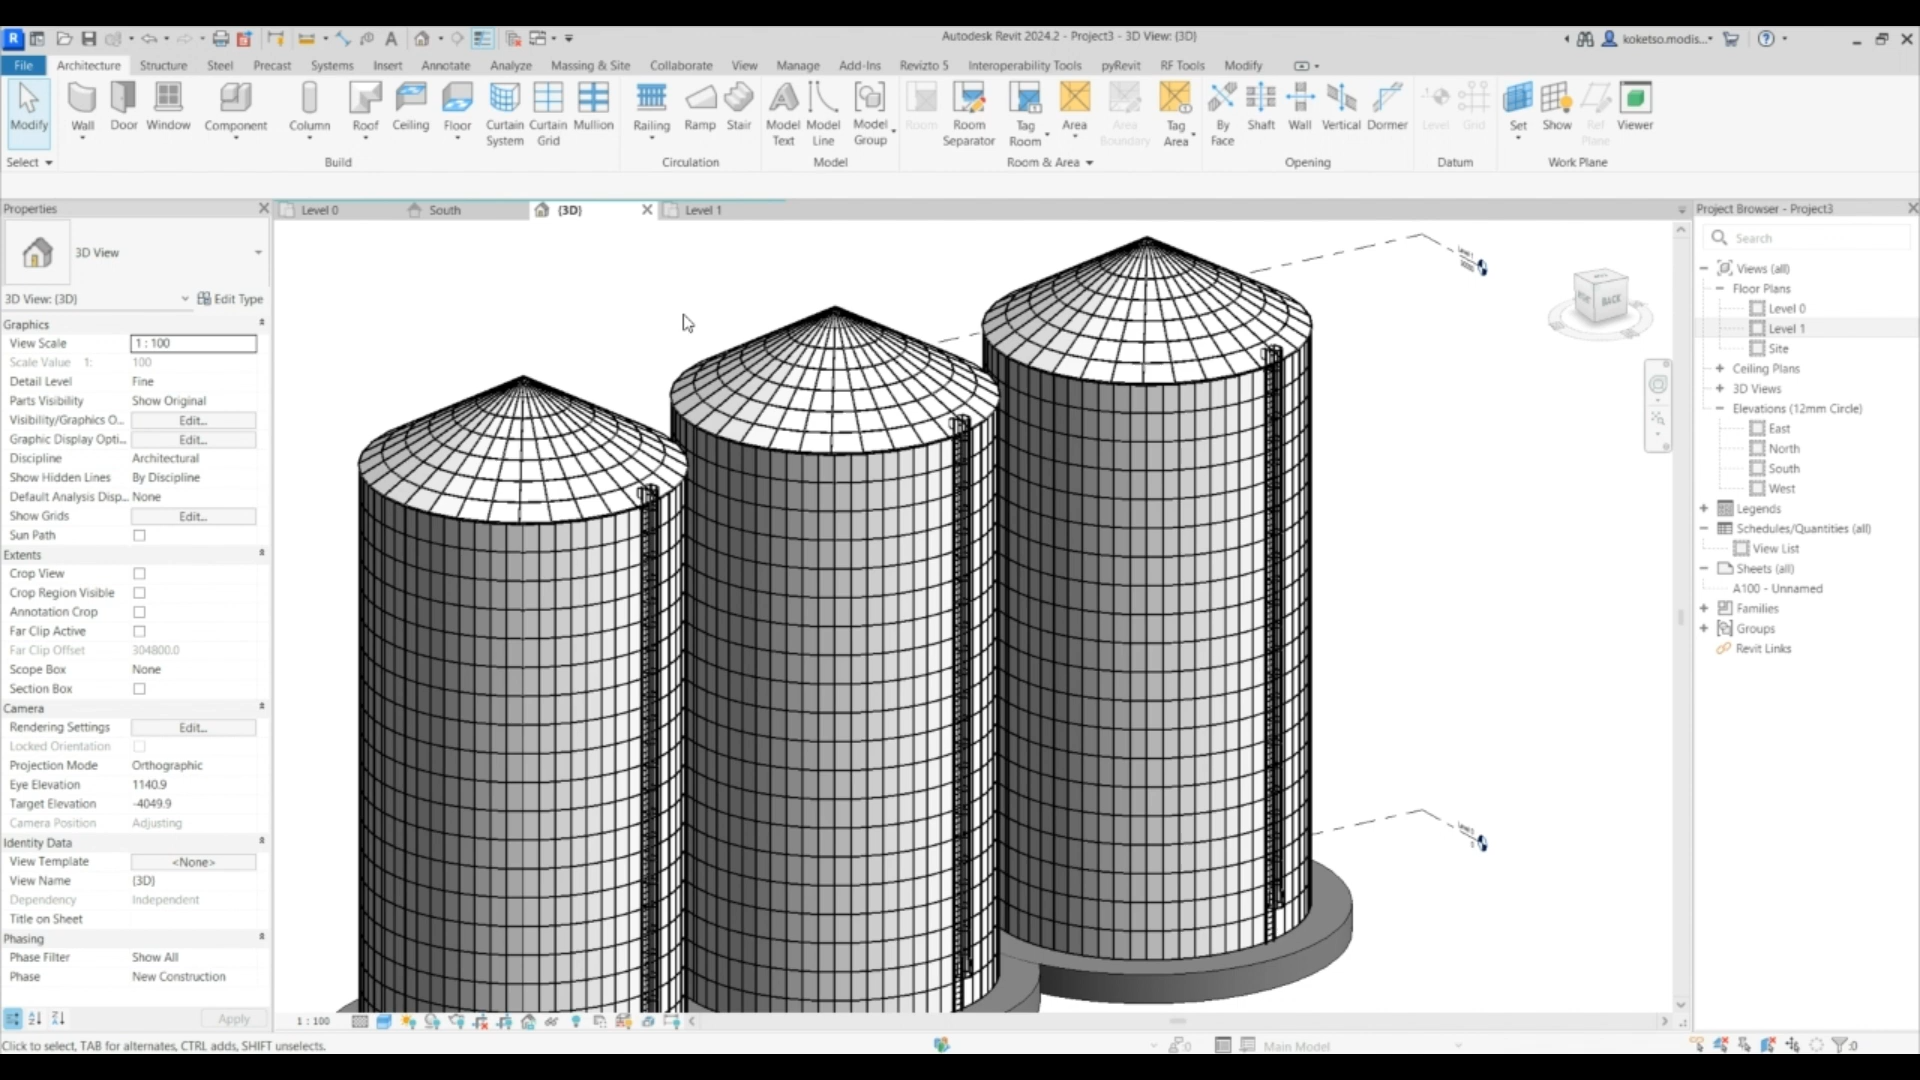 Autodesk Revit 2024.2 - Project3 - 3D View: {3D}
koketso.modis...
File Architecture Structure Steel Precast Systems Insert Annotate Analyze Massing & Site Collaborate View Manage Add-Ins Revizto 5 Interoperability Tools pyRevit RF Tools Modify
Modify Wall Door Window Component Column Roof Ceiling Floor Curtain System Curtain Grid Mullion Railing Ramp Stair Model Text Model Line Model Group Room Room Separator Tag Room Area Area Boundary Tag Area By Face Shaft Wall Vertical Dormer Level Grid Set Show Ref Plane Viewer
Select Build Circulation Model Room & Area Opening Datum Work Plane
Properties
Level 0 South {3D} Level 1
Project Browser - Project3
3D View
Search
3D View: {3D} Edit Type
Graphics
View Scale 1 : 100
Scale Value 1: 100
Detail Level Fine
Parts Visibility Show Original
Visibility/Graphics O... Edit...
Graphic Display Opti... Edit...
Discipline Architectural
Show Hidden Lines By Discipline
Default Analysis Disp... None
Show Grids Edit...
Sun Path
Extents
Crop View
Crop Region Visible
Annotation Crop
Far Clip Active
Far Clip Offset 304800.0
Scope Box None
Section Box
Camera
Rendering Settings Edit...
Locked Orientation
Projection Mode Orthographic
Eye Elevation 1140.9
Target Elevation -4049.9
Camera Position Adjusting
Identity Data
View Template <None>
View Name {3D}
Dependency Independent
Title on Sheet
Phasing
Phase Filter Show All
Phase New Construction
Apply
BACK
Views (all)
Floor Plans
Level 0
Level 1
Site
Ceiling Plans
3D Views
Elevations (12mm Circle)
East
North
South
West
Legends
Schedules/Quantities (all)
View List
Sheets (all)
A100 - Unnamed
Families
Groups
Revit Links
1 : 100
Click to select, TAB for alternates, CTRL adds, SHIFT unselects.
:0
Main Model
:0